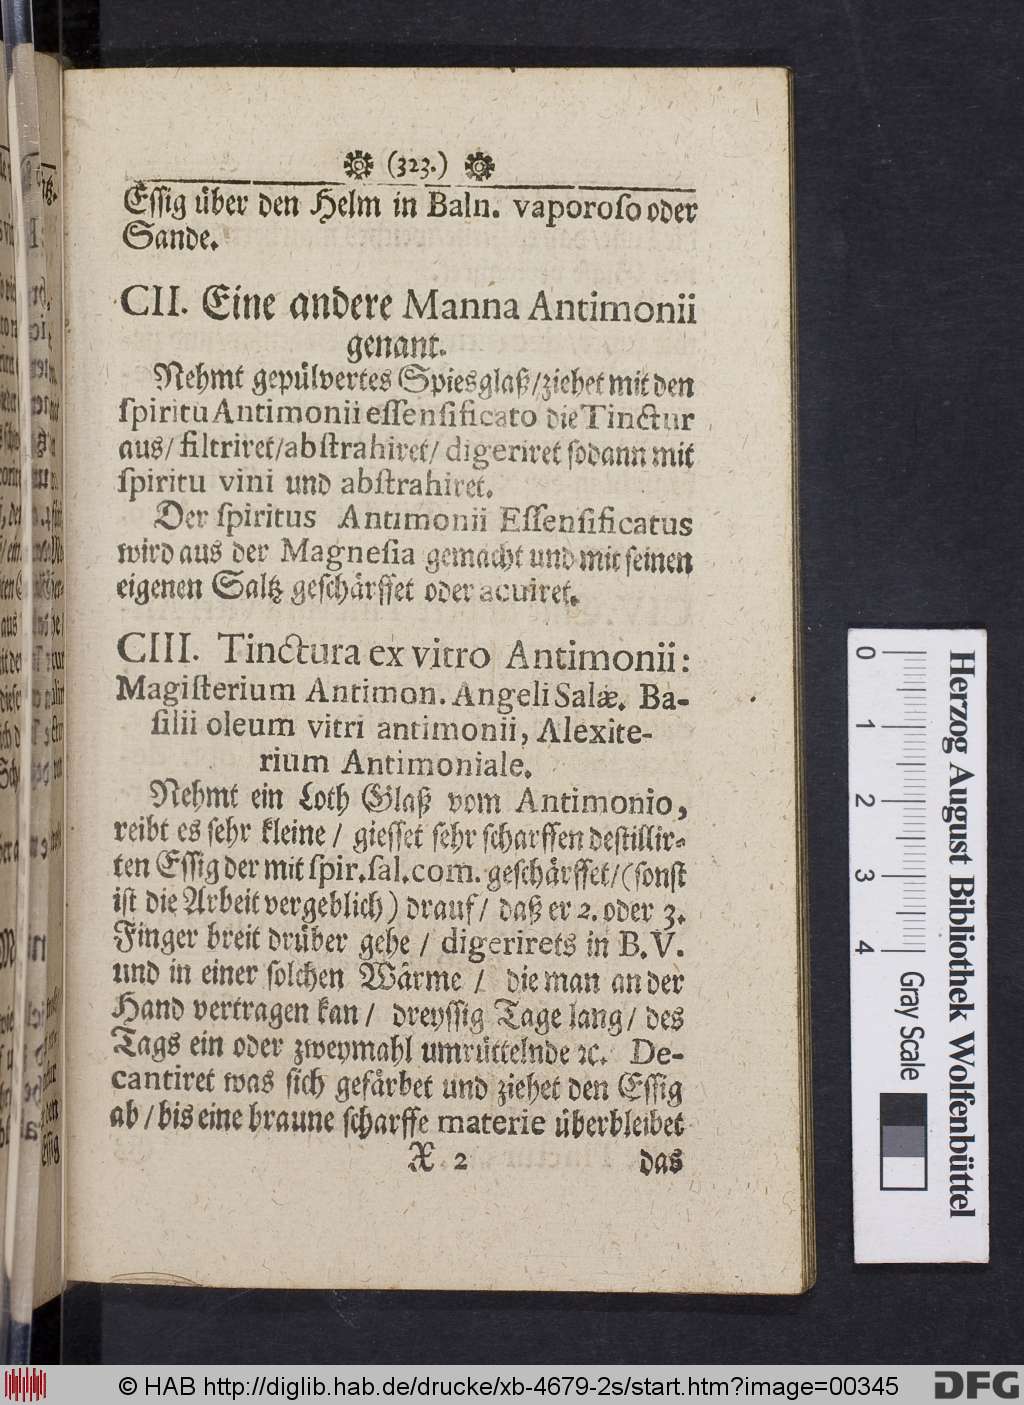 (323.)
Eſſig über den Helm in Baln. vaporoſo oder
Sande.
CII. Eine andere Manna Antimonii
genant.
Nehmt gepülvertes Spiesglaß/ziehet mit den
ſpiritu Antimonii eſſenſificato die Tinctur
aus/ filtriret/abſtrahiret/ digeriret ſodann mit
ſpiritu vini und abſtrahiret.
Der ſpiritus Antimonii Eſſenſificatus
wird aus der Magneſia gemacht und mit ſeinen
eigenen Saltz geſchärffet oder acuiret.
CIII. Tinctura ex vitro Antimonii:
Magiſterium Antimon. Angeli Salæ. Ba-
ſilii oleum vitri antimonii, Alexite-
rium Antimoniale.
Nehmt ein Loth Glaß vom Antimonio,
reibt es ſehr kleine / gieſſet ſehr ſcharffen deſtillir-
ten Eſſig der mit ſpir. ſal. com. geſchärffet/(ſonſt
iſt die Arbeit vergeblich) drauf/ daß er 2. oder 3.
Finger breit drüber gehe / digerirets in B. V.
und in einer ſolchen Wärme / die man an der
Hand vertragen kan / dreyſſig Tage lang/ des
Tags ein oder zweymahl umrüttelnde ꝛc. De-
cantiret was ſich gefärbet und ziehet den Eſſig
ab / bis eine braune ſcharffe materie überbleibet
X 2 das
0 1 2 3 4
Gray Scale
Herzog August Bibliothek Wolfenbüttel
© HAB http://diglib.hab.de/drucke/xb-4679-2s/start.htm?image=00345
DFG